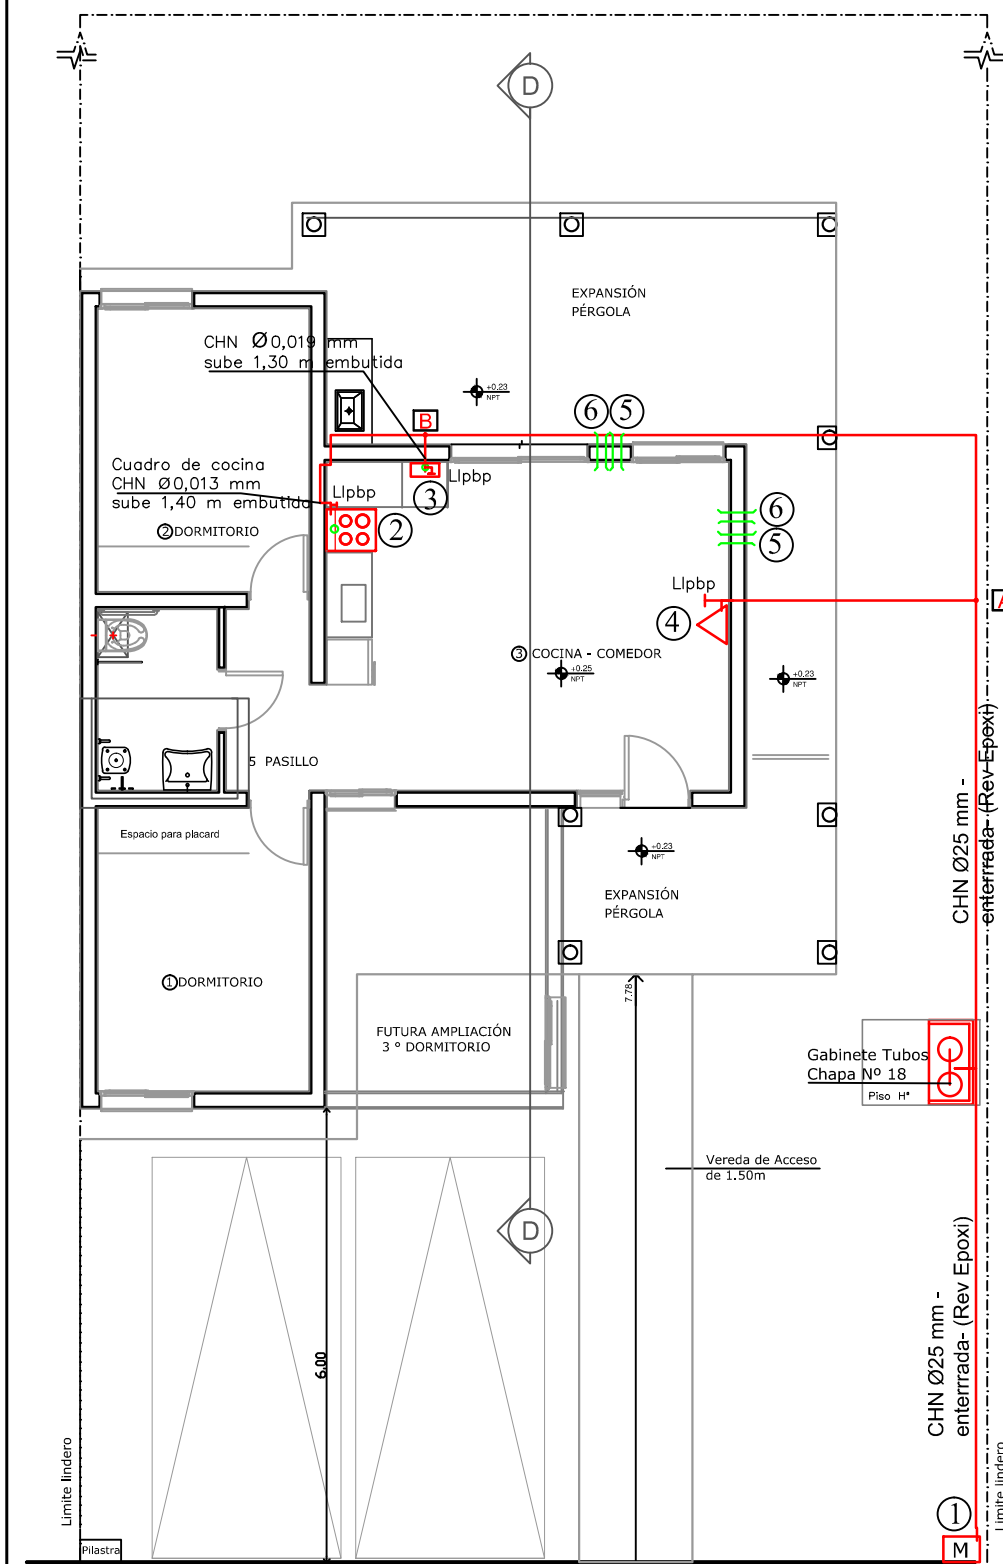 D
EXPANSIÓN
PÉRGOLA
CHN Ø0,019 mm
sube 1,30 m embutida
+0.23
NPT
6 5
B
Cuadro de cocina
CHN Ø0,013 mm
sube 1,40 m embutida
Llpbp
Llpbp
3
2
2 DORMITORIO
6
5
Llpbp
A
4
3 COCINA - COMEDOR
+0.25
NPT
+0.23
NPT
5 PASILLO
CHN Ø25 mm -
enterrrada- (Rev Epoxi)
Espacio para placard
+0.23
NPT
EXPANSIÓN
PÉRGOLA
1 DORMITORIO
7.78
FUTURA AMPLIACIÓN
3 º DORMITORIO
Gabinete Tubos
Chapa Nº 18
Piso Hº
Vereda de Acceso
de 1.50m
D
CHN Ø25 mm -
enterrrada- (Rev Epoxi)
6.00
Limite lindero
Limite lindero
1
Pilastra
M